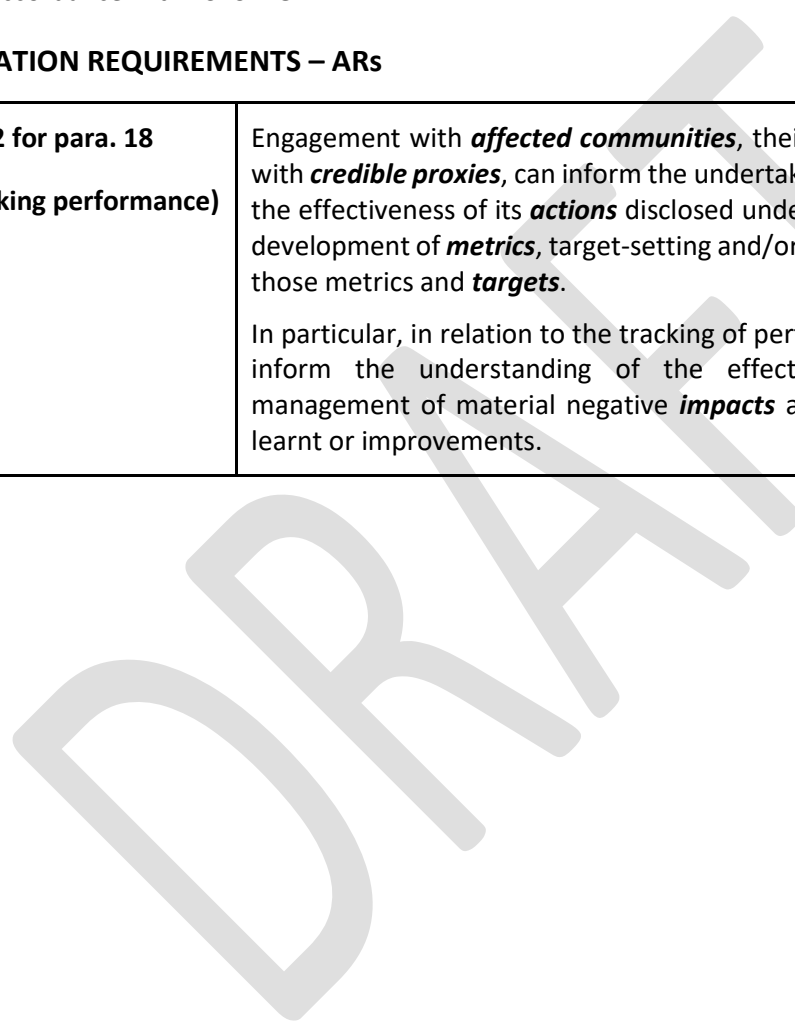 ATION REQUIREMENTS – ARs
2 for para. 18
king performance)
Engagement with affected communities, thei
with credible proxies, can inform the undertak
the effectiveness of its actions disclosed unde
development of metrics, target-setting and/or
those metrics and targets.
In particular, in relation to the tracking of per
inform the understanding of the effect
management of material negative impacts a
learnt or improvements.
DRAFT